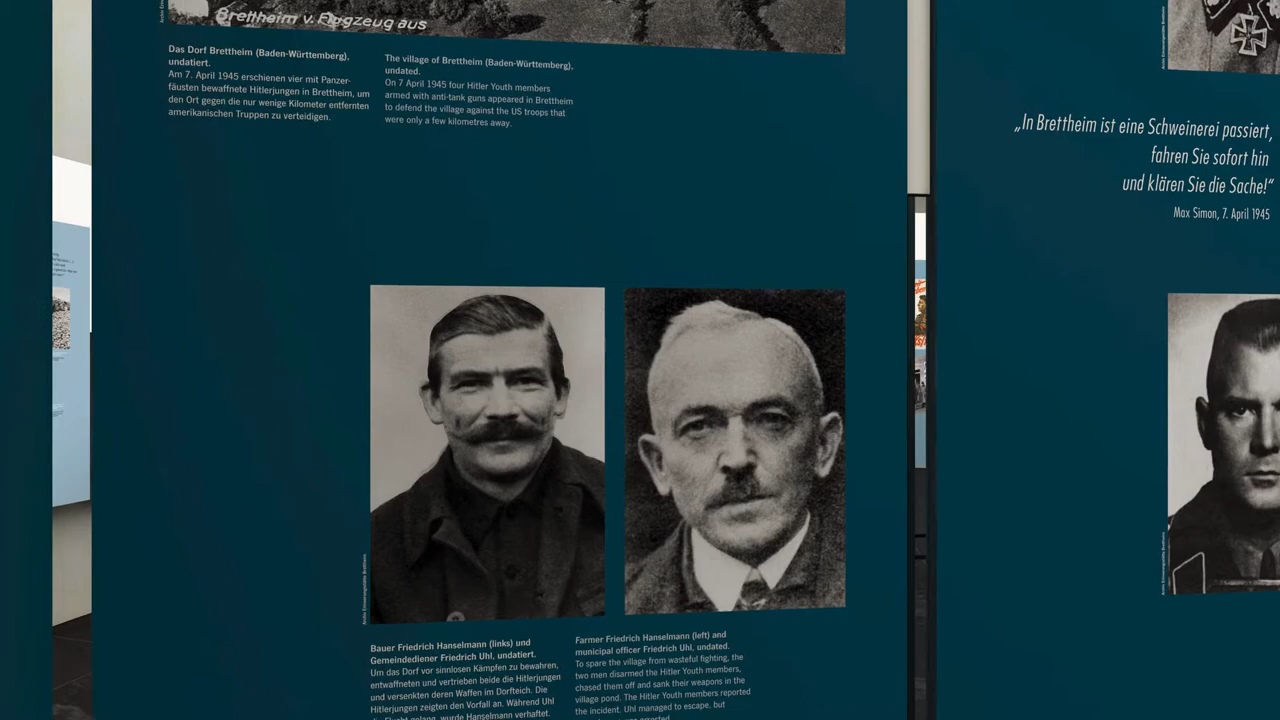 Brettheim v. Flugzeug aus
Das Dorf Brettheim (Baden-Württemberg),
undatiert.
Am 7. April 1945 erschienen vier mit Panzer-
fäusten bewaffnete Hitlerjungen in Brettheim, um
den Ort gegen die nur wenige Kilometer entfernten
amerikanischen Truppen zu verteidigen.
The village of Brettheim (Baden-Württemberg),
undated.
On 7 April 1945 four Hitler Youth members
armed with anti-tank guns appeared in Brettheim
to defend the village against the US troops that
were only a few kilometres away.
„In Brettheim ist eine Schweinerei passiert,
fahren Sie sofort hin
und klären Sie die Sache!“
Max Simon, 7. April 1945
Bauer Friedrich Hanselmann (links) und
Gemeindediener Friedrich Uhl, undatiert.
Um das Dorf vor sinnlosen Kämpfen zu bewahren,
entwaffneten und vertrieben beide die Hitlerjungen
und versenkten deren Waffen im Dorfteich. Die
Hitlerjungen zeigten den Vorfall an. Während Uhl
die Flucht gelang, wurde Hanselmann verhaftet.
Farmer Friedrich Hanselmann (left) and
municipal officer Friedrich Uhl, undated.
To spare the village from wasteful fighting, the
two men disarmed the Hitler Youth members,
chased them off and sank their weapons in the
village pond. The Hitler Youth members reported
the incident. Uhl managed to escape, but
arrested.